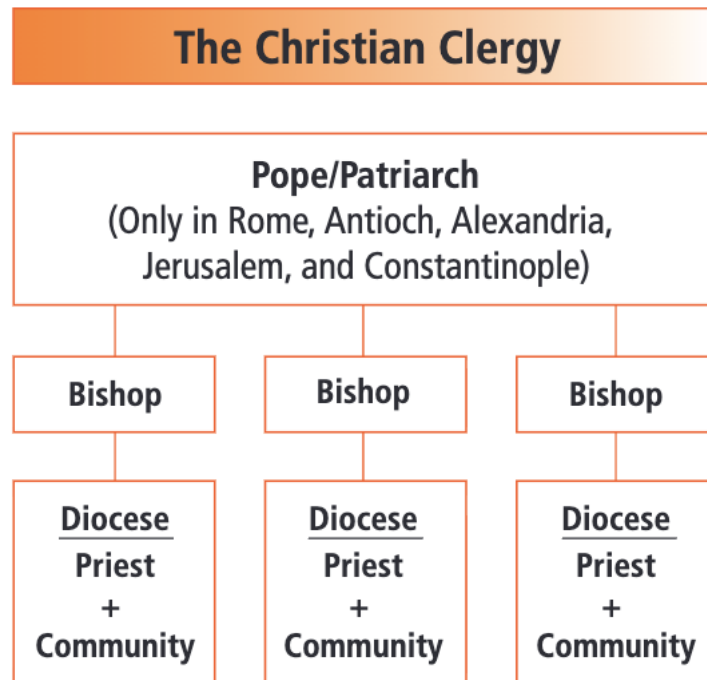 The Christian Clergy
Pope/Patriarch
(Only in Rome, Antioch, Alexandria,
Jerusalem, and Constantinople)
Bishop
Bishop
Bishop
Diocese
Priest
+
Community
Diocese
Priest
+
Community
Diocese
Priest
+
Community